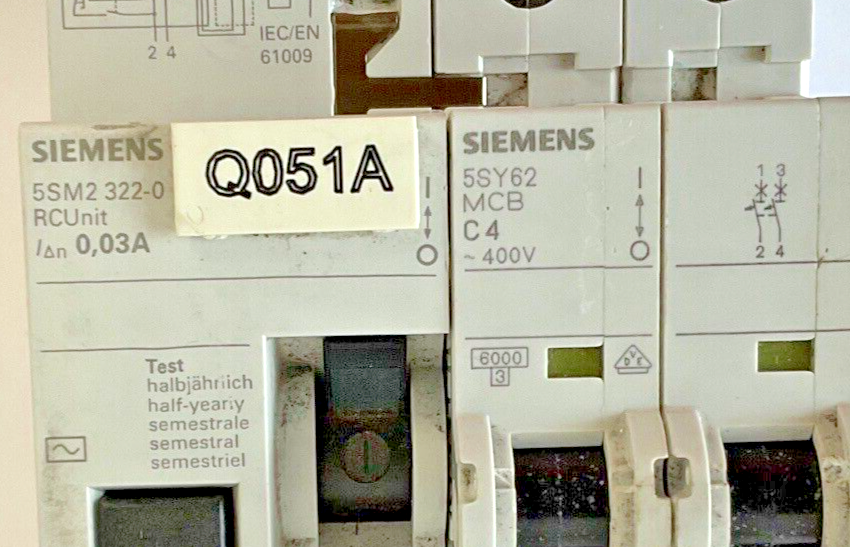 2 4
IEC/EN
61009
SIEMENS
5SM2 322-0
RCUnit
I∆n 0,03A
Q051A
I
O
Test
halbjährlich
half-yearly
semestrale
semestral
semestriel
I
SIEMENS
5SY62
MCB
C4
~ 400V
I
O
6000
3
DVE
1 3
2 4